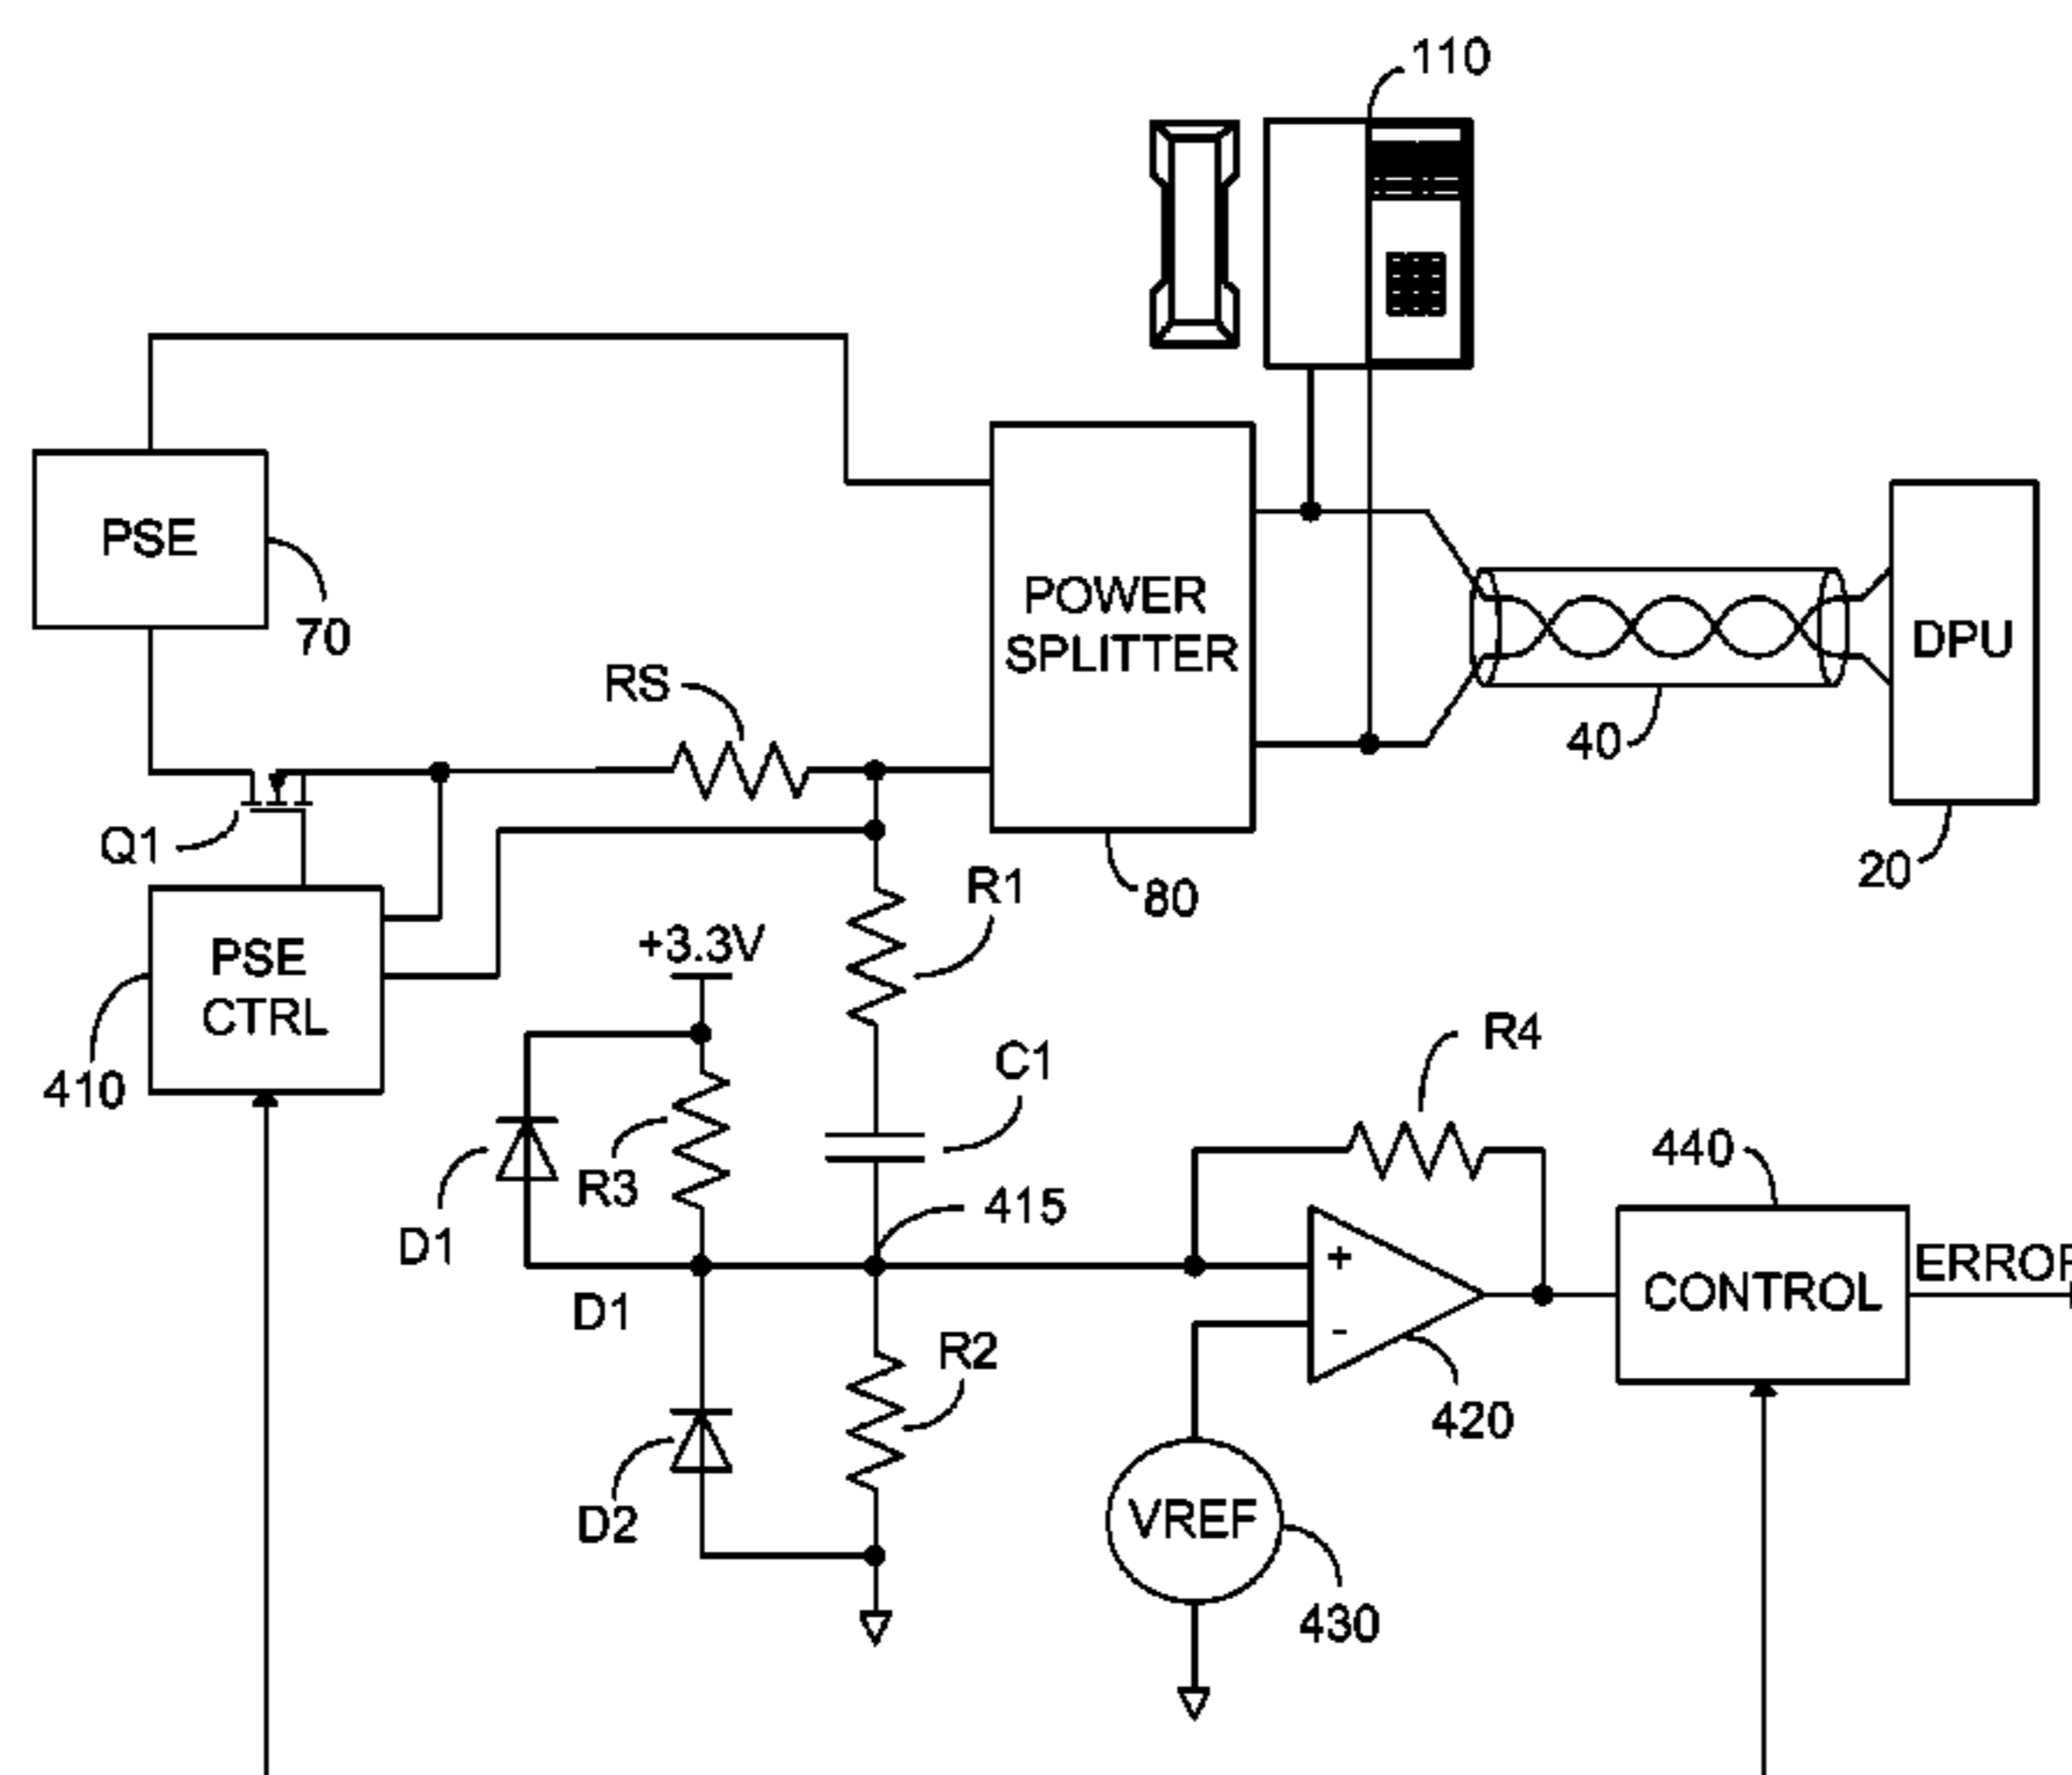 110
PSE
70
POWER
SPLITTER
DPU
RS
40
Q1
80
20
R1
+3.3V
PSE
CTRL
410
C1
R4
R3
440
D1
415
+
-
CONTROL
D1
R2
420
D2
VREF
430